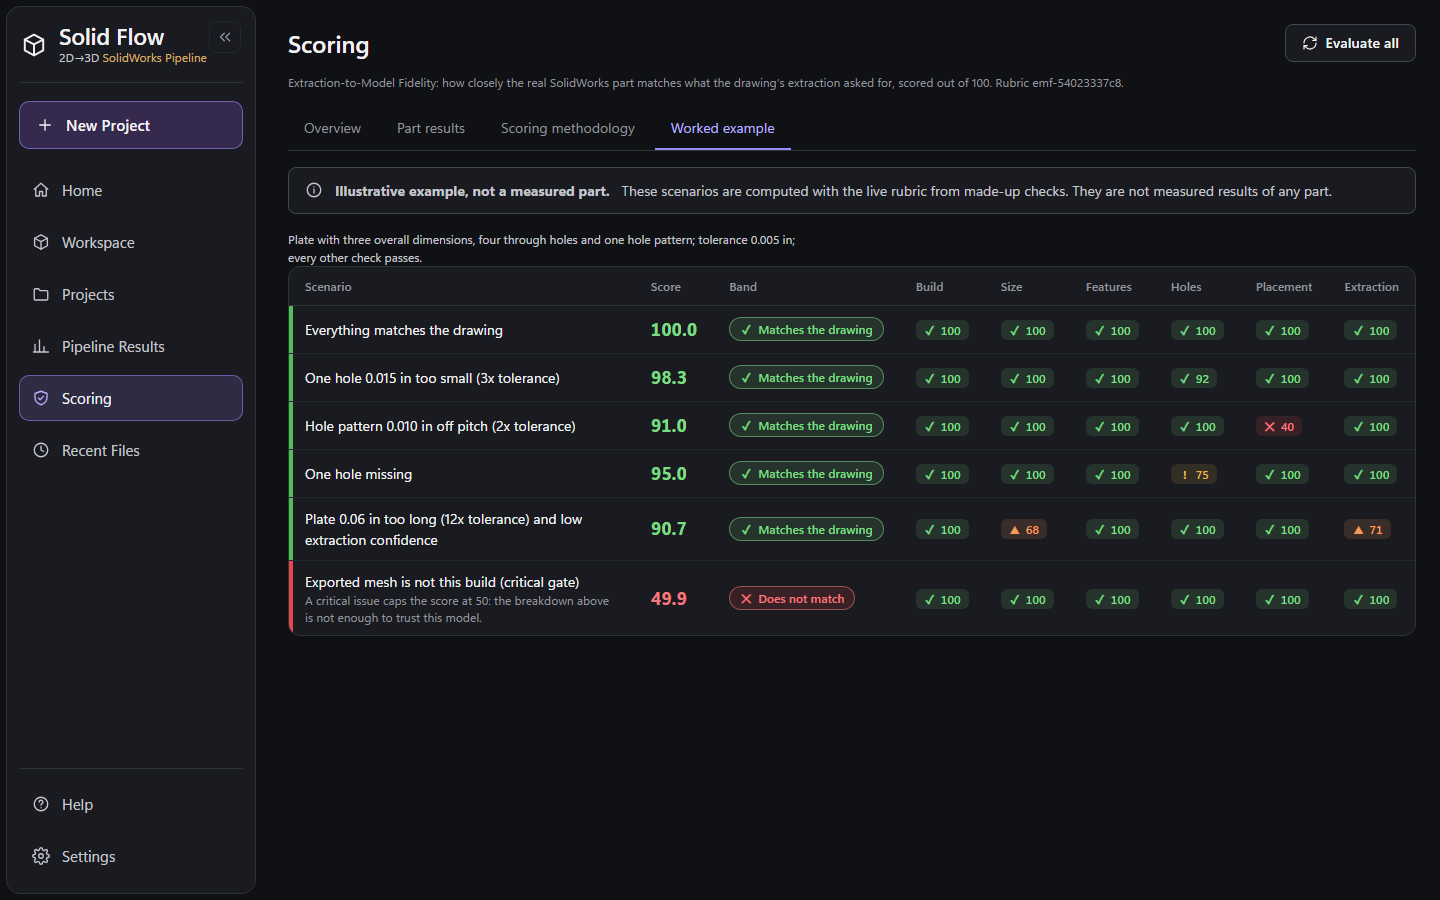 Solid Flow
2D→3D SolidWorks Pipeline
New Project
Home
Workspace
Projects
Pipeline Results
Scoring
Recent Files
Help
Settings
Scoring
Evaluate all
Extraction-to-Model Fidelity: how closely the real SolidWorks part matches what the drawing's extraction asked for, scored out of 100. Rubric emf-54023337c8.
Overview Part results Scoring methodology Worked example
Illustrative example, not a measured part. These scenarios are computed with the live rubric from made-up checks. They are not measured results of any part.
Plate with three overall dimensions, four through holes and one hole pattern; tolerance 0.005 in;
every other check passes.
Scenario Score Band Build Size Features Holes Placement Extraction
Everything matches the drawing 100.0 ✓ Matches the drawing ✓ 100 ✓ 100 ✓ 100 ✓ 100 ✓ 100 ✓ 100
One hole 0.015 in too small (3x tolerance) 98.3 ✓ Matches the drawing ✓ 100 ✓ 100 ✓ 100 ✓ 92 ✓ 100 ✓ 100
Hole pattern 0.010 in off pitch (2x tolerance) 91.0 ✓ Matches the drawing ✓ 100 ✓ 100 ✓ 100 ✓ 100 ✕ 40 ✓ 100
One hole missing 95.0 ✓ Matches the drawing ✓ 100 ✓ 100 ✓ 100 ! 75 ✓ 100 ✓ 100
Plate 0.06 in too long (12x tolerance) and low
extraction confidence 90.7 ✓ Matches the drawing ✓ 100 ▲ 68 ✓ 100 ✓ 100 ✓ 100 ▲ 71
Exported mesh is not this build (critical gate)
A critical issue caps the score at 50: the breakdown above
is not enough to trust this model.
49.9 ✕ Does not match ✓ 100 ✓ 100 ✓ 100 ✓ 100 ✓ 100 ✓ 100